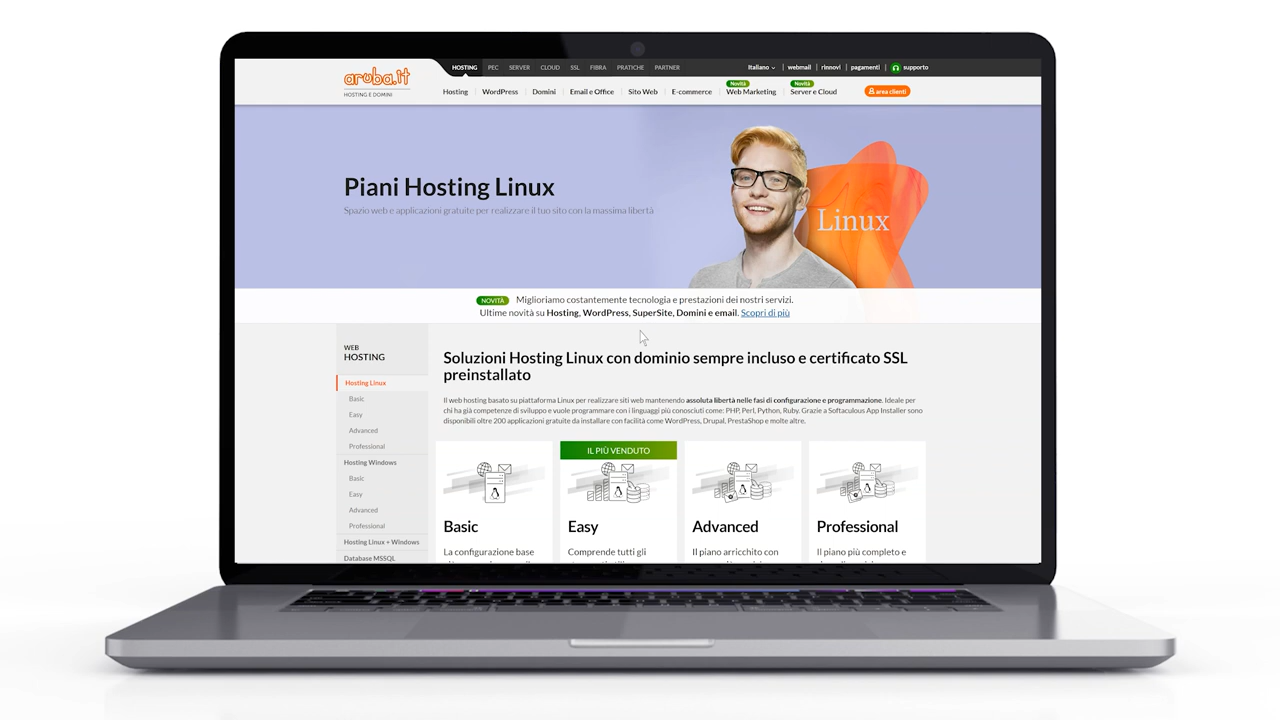 aruba.it
HOSTING E DOMINI
HOSTING PEC SERVER CLOUD SSL FIBRA PRATICHE PARTNER
Italiano | webmail | rinnovi | pagamenti | supporto
Novità Novità
Hosting WordPress Domini Email e Office Sito Web E-commerce Web Marketing Server e Cloud
area clienti
Piani Hosting Linux
Spazio web e applicazioni gratuite per realizzare il tuo sito con la massima libertà
Linux
NOVITÀ Miglioriamo costantemente tecnologia e prestazioni dei nostri servizi.
Ultime novità su Hosting, WordPress, SuperSite, Domini e email. Scopri di più
WEB
HOSTING
Hosting Linux
Basic
Easy
Advanced
Professional
Hosting Windows
Basic
Easy
Advanced
Professional
Hosting Linux + Windows
Database MSSQL
Soluzioni Hosting Linux con dominio sempre incluso e certificato SSL
preinstallato
Il web hosting basato su piattaforma Linux per realizzare siti web mantenendo assoluta libertà nelle fasi di configurazione e programmazione. Ideale per
chi ha già competenze di sviluppo e vuole programmare con i linguaggi più conosciuti come: PHP, Perl, Python, Ruby. Grazie a Softaculous App Installer sono
disponibili oltre 200 applicazioni gratuite da installare con facilità come WordPress, Drupal, PrestaShop e molte altre.
IL PIÙ VENDUTO
Basic
La configurazione base
Easy
Comprende tutti gli
Advanced
Il piano arricchito con
Professional
Il piano più completo e